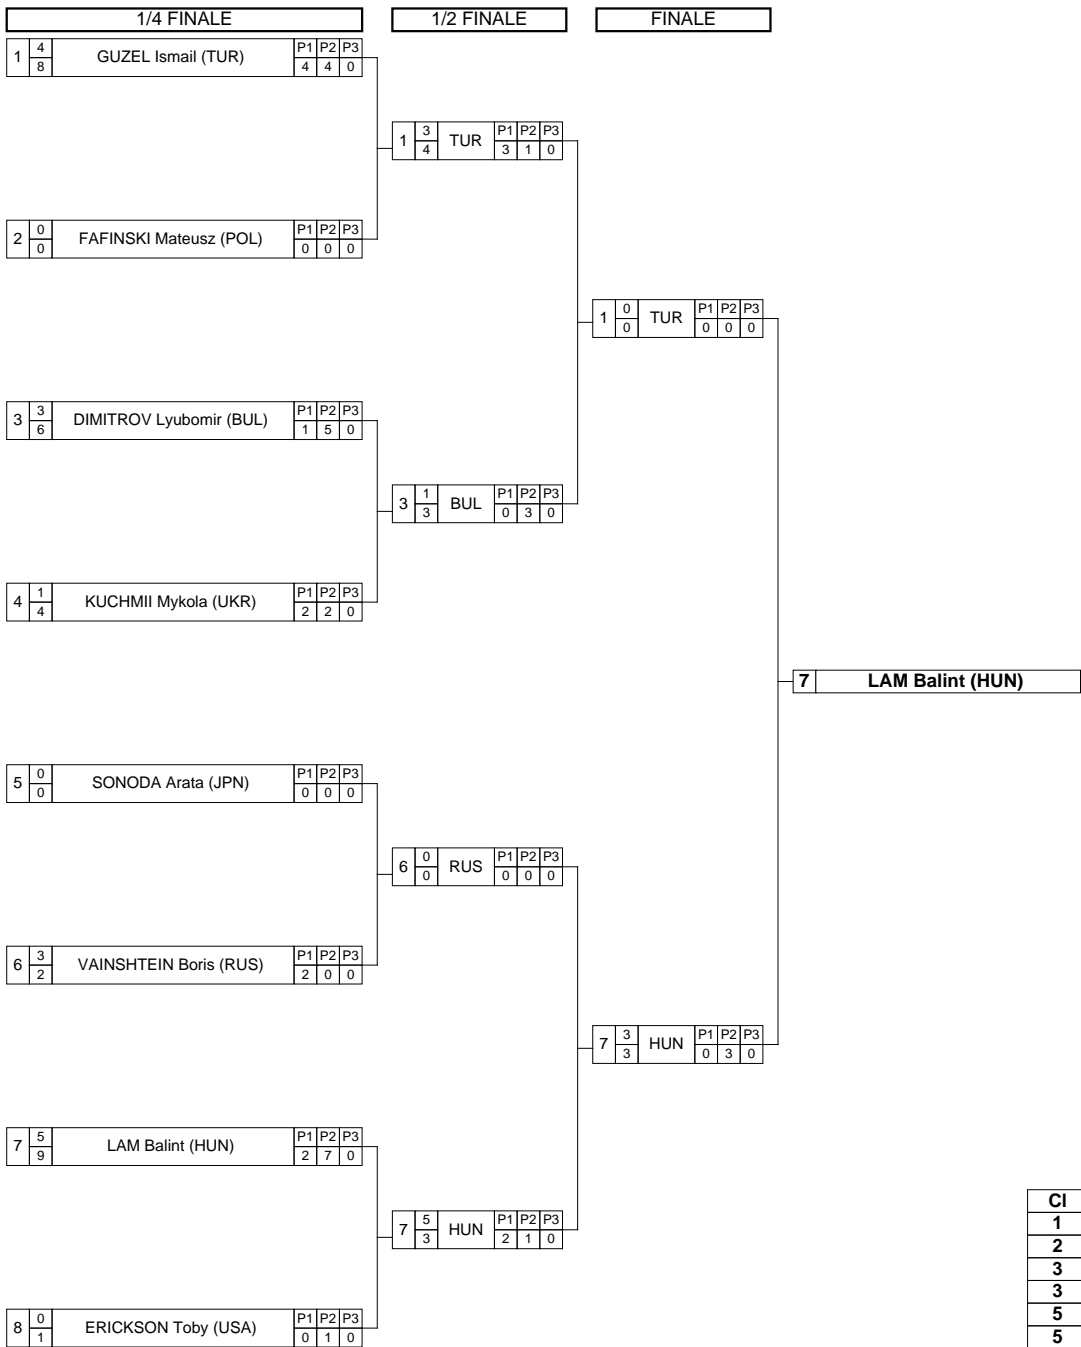 1/4 FINALE 1/2 FINALE FINALE
1 4 8 GUZEL Ismail (TUR) P1 P2 P3 4 4 0
1 3 4 TUR P1 P2 P3 3 1 0
2 0 0 FAFINSKI Mateusz (POL) P1 P2 P3 0 0 0
1 0 0 TUR P1 P2 P3 0 0 0
3 3 6 DIMITROV Lyubomir (BUL) P1 P2 P3 1 5 0
3 1 3 BUL P1 P2 P3 0 3 0
4 1 4 KUCHMII Mykola (UKR) P1 P2 P3 2 2 0
7 LAM Balint (HUN)
5 0 0 SONODA Arata (JPN) P1 P2 P3 0 0 0
6 0 0 RUS P1 P2 P3 0 0 0
6 3 2 VAINSHTEIN Boris (RUS) P1 P2 P3 2 0 0
7 3 3 HUN P1 P2 P3 0 3 0
7 5 9 LAM Balint (HUN) P1 P2 P3 2 7 0
7 5 3 HUN P1 P2 P3 2 1 0
8 0 1 ERICKSON Toby (USA) P1 P2 P3 0 1 0
Cl
1
2
3
3
5
5